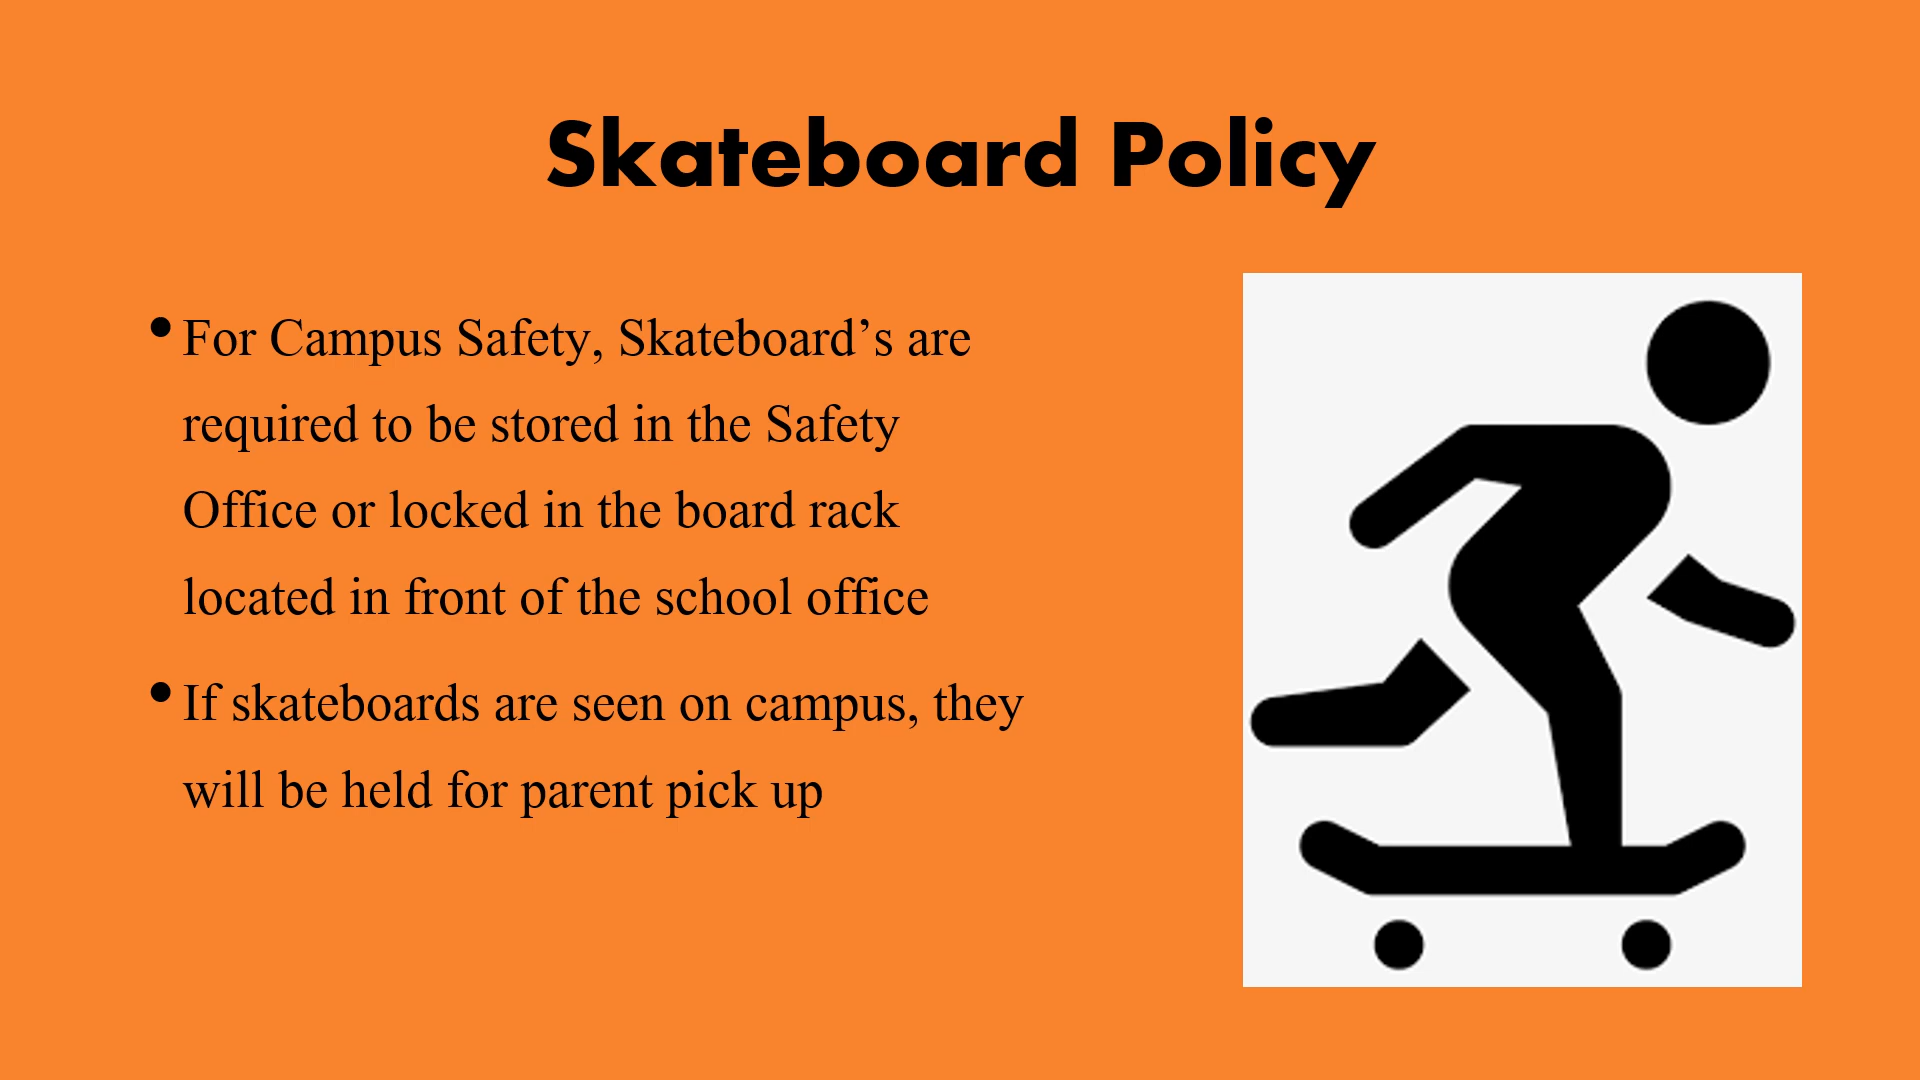 Skateboard Policy
• For Campus Safety, Skateboard’s are
required to be stored in the Safety
Office or locked in the board rack
located in front of the school office
• If skateboards are seen on campus, they
will be held for parent pick up